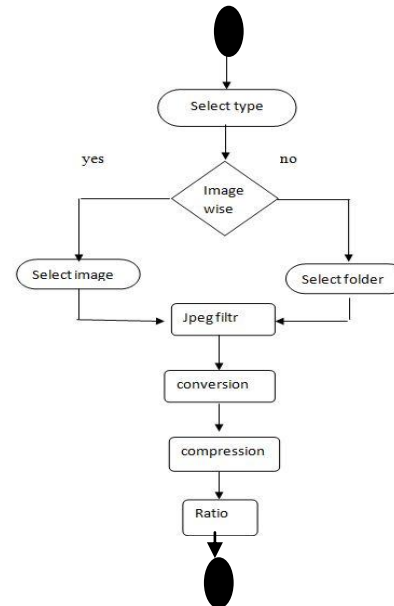 Select type
yes
no
Image
wise
Select image
Select folder
Jpeg filtr
conversion
compression
Ratio